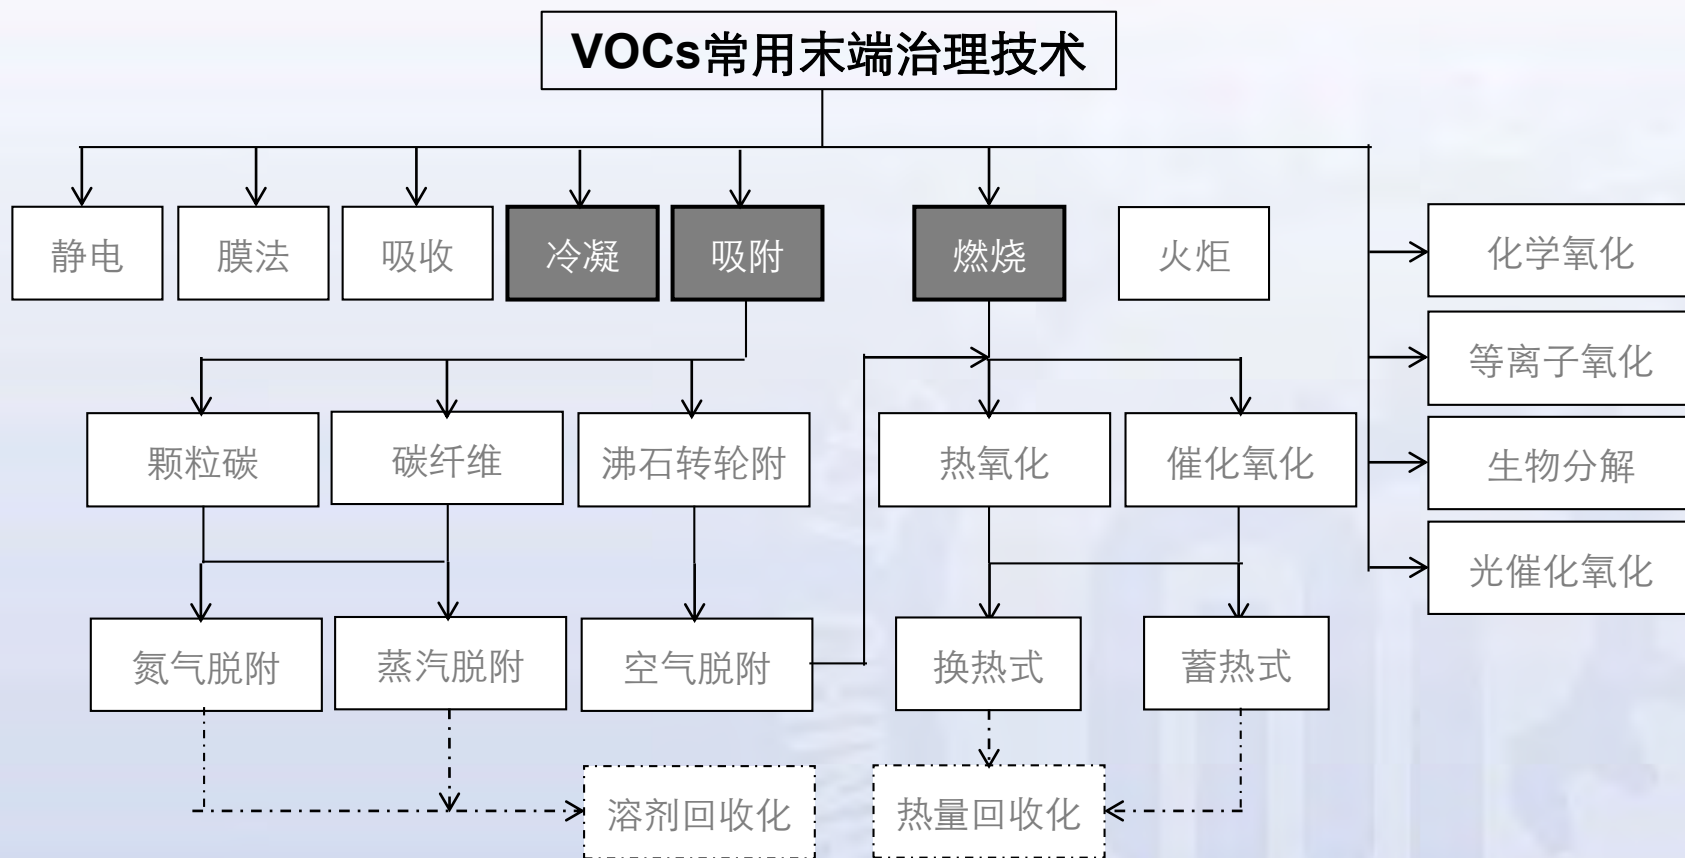 VOCs常用末端治理技术
静电
膜法
吸收
冷凝
吸附
燃烧
火炬
化学氧化
等离子氧化
生物分解
光催化氧化
颗粒碳
碳纤维
沸石转轮附
热氧化
催化氧化
氮气脱附
蒸汽脱附
空气脱附
换热式
蓄热式
溶剂回收化
热量回收化